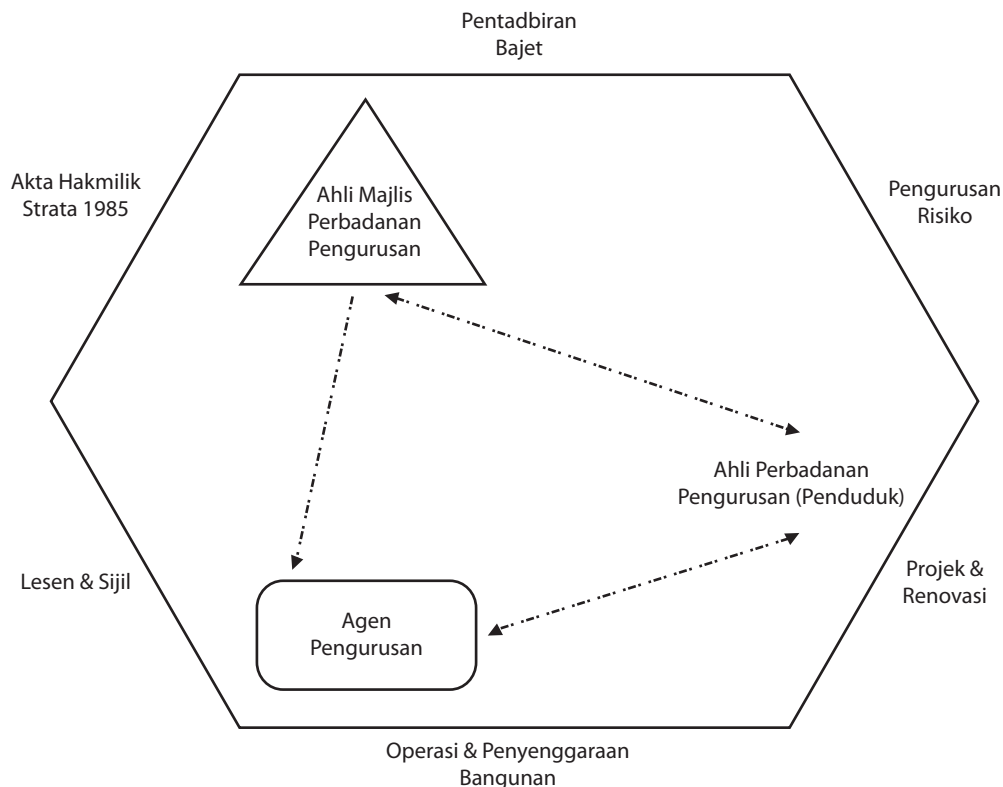 Pentadbiran
Bajet
Akta Hakmilik
Strata 1985
Ahli Majlis
Perbadanan
Pengurusan
Pengurusan
Risiko
Ahli Perbadanan
Pengurusan (Penduduk)
Lesen & Sijil
Agen
Pengurusan
Projek &
Renovasi
Operasi & Penyenggaraan
Bangunan